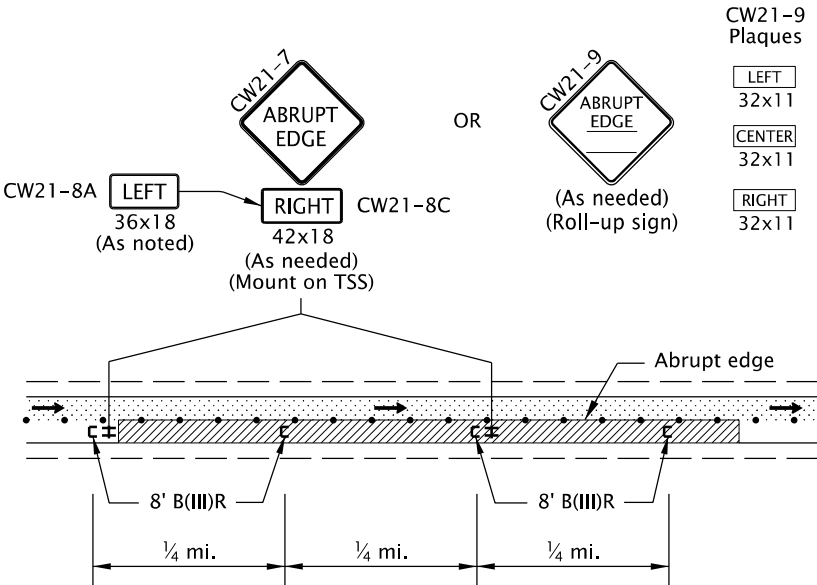 CW21-7
ABRUPT
EDGE
OR
CW21-9
ABRUPT
EDGE
CW21-9
Plaques
LEFT
32x11
CENTER
32x11
RIGHT
32x11
CW21-8A
LEFT
36x18
(As noted)
RIGHT
CW21-8C
42x18
(As needed)
(Mount on TSS)
(As needed)
(Roll-up sign)
Abrupt edge
8' B(III)R
8' B(III)R
¼ mi.
¼ mi.
¼ mi.